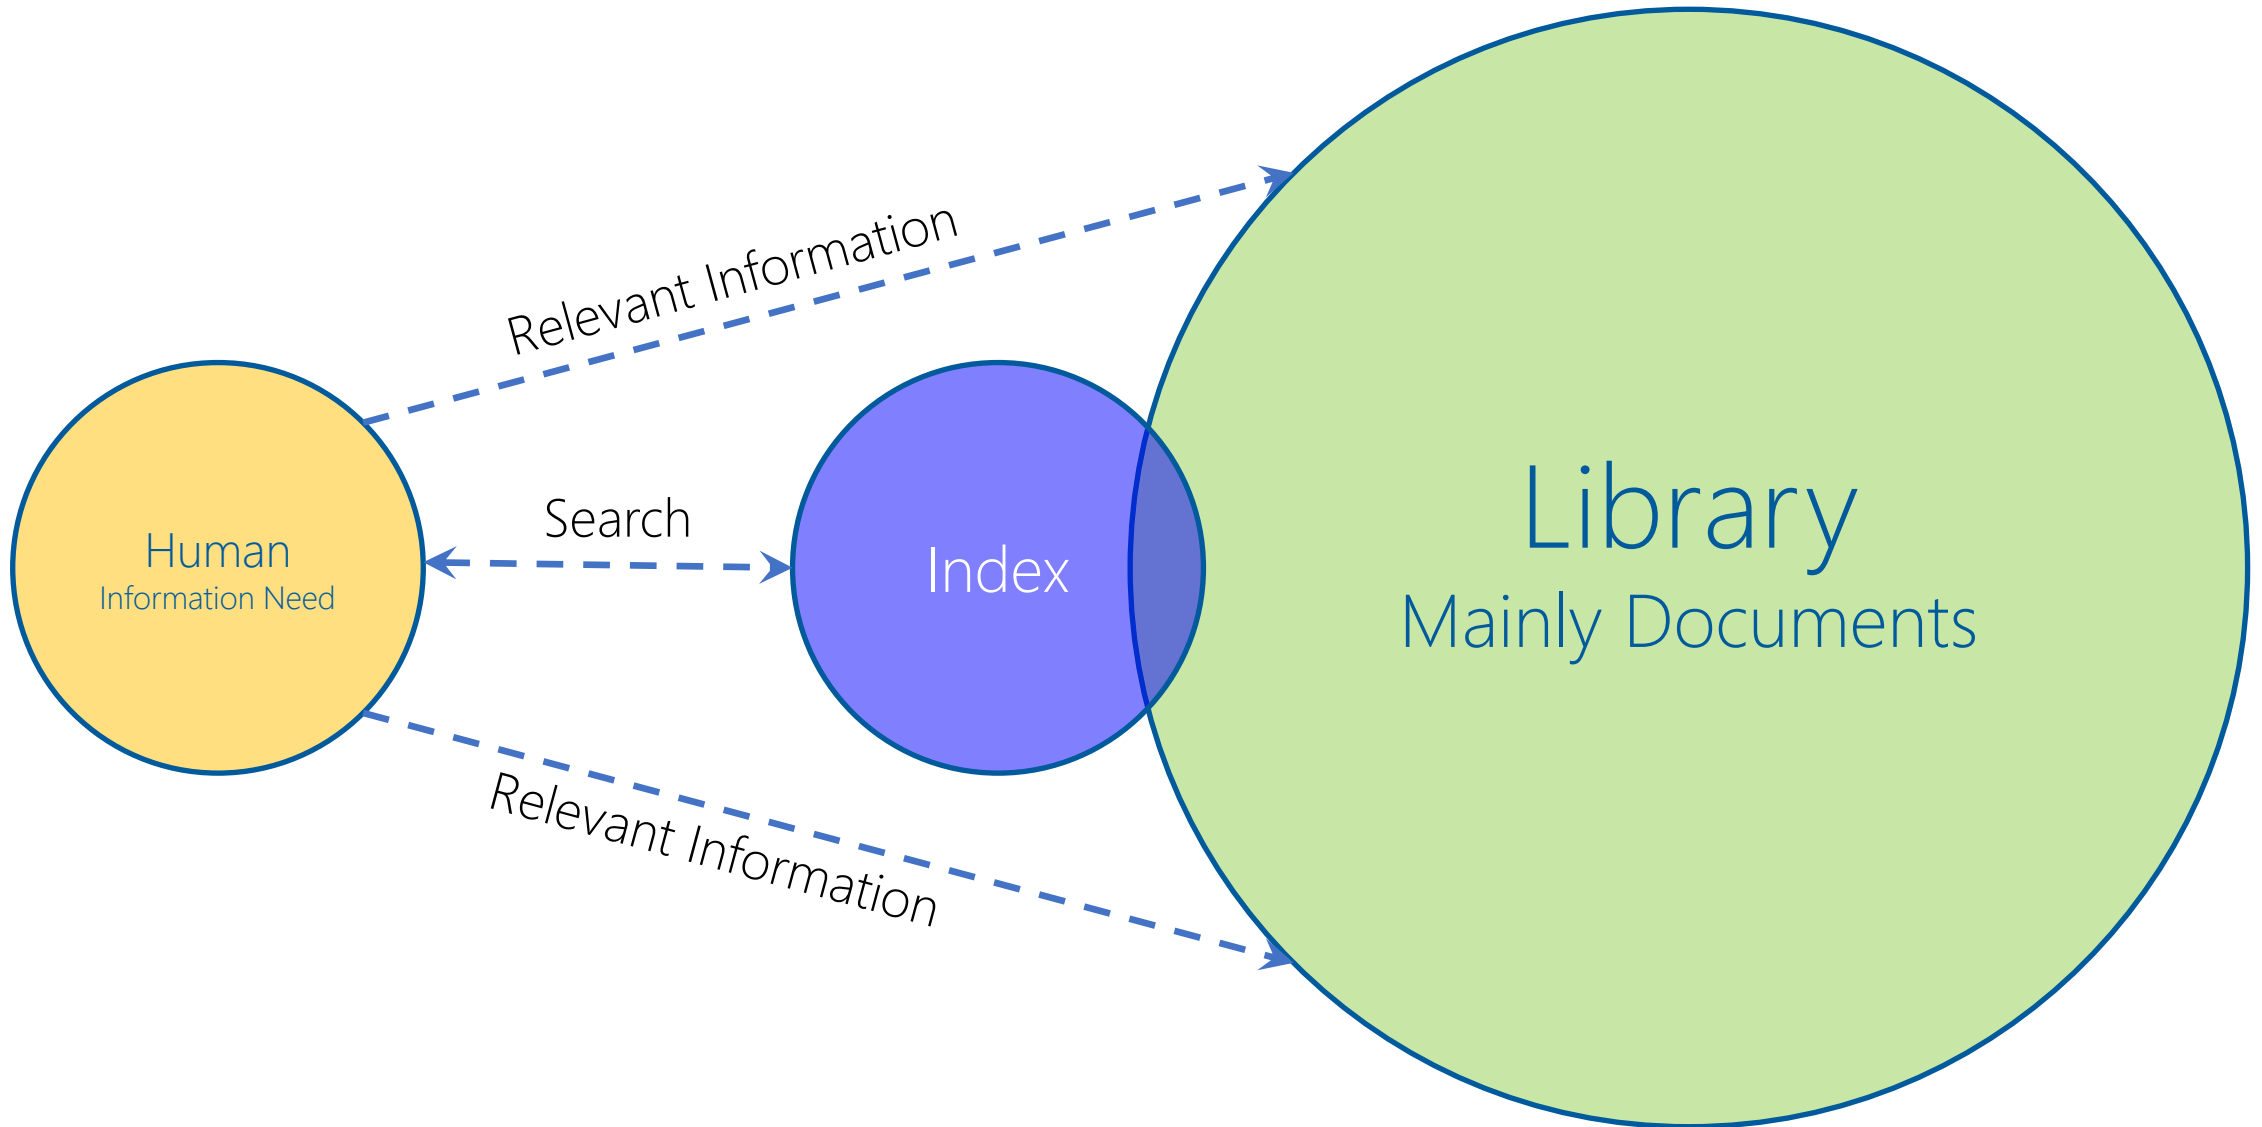 Relevant Information
Search
Human
Information Need
Index
Library
Mainly Documents
Relevant Information